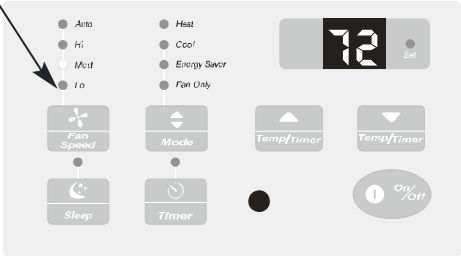 Auto
Hi
Med
Lo
Heat
Cool
Energy Saver
Fan Only
72
Set
Fan
Speed
Mode
Temp/Timer
Temp/Timer
Sleep
Timer
On/
Off